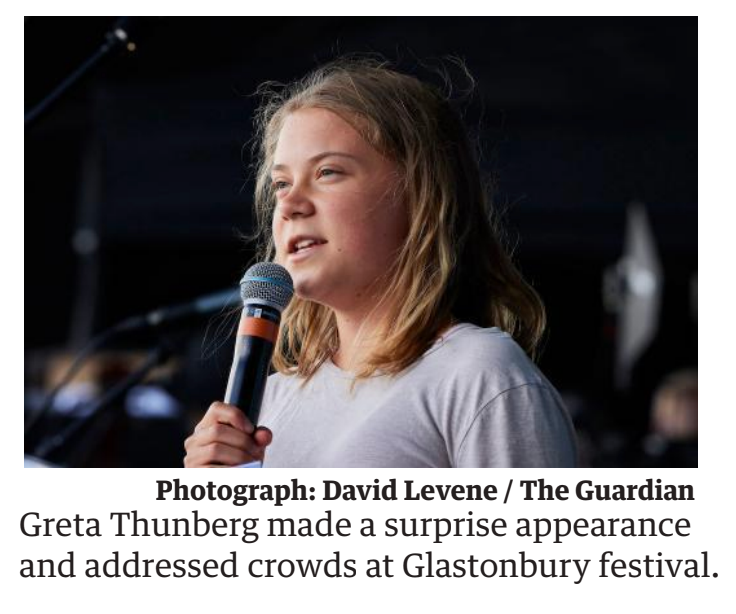 Photograph: David Levene / The Guardian
Greta Thunberg made a surprise appearance
and addressed crowds at Glastonbury festival.